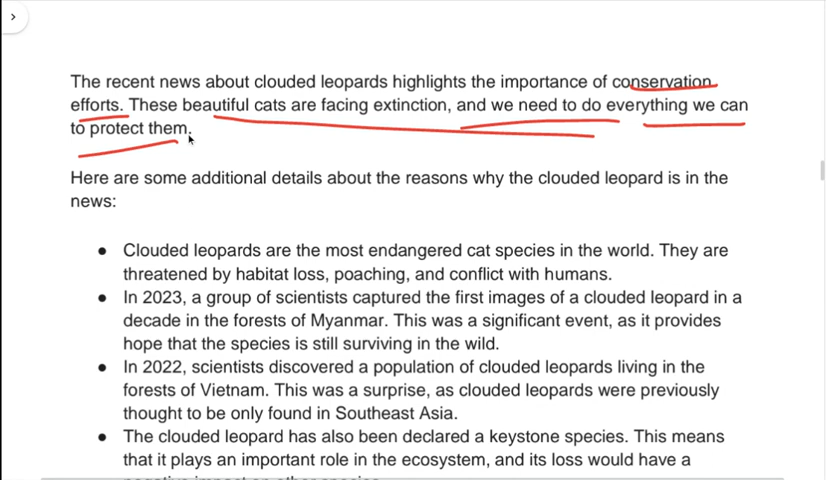 The recent news about clouded leopards highlights the importance of conservation
efforts. These beautiful cats are facing extinction, and we need to do everything we can
to protect them.
Here are some additional details about the reasons why the clouded leopard is in the
news:
● Clouded leopards are the most endangered cat species in the world. They are
threatened by habitat loss, poaching, and conflict with humans.
● In 2023, a group of scientists captured the first images of a clouded leopard in a
decade in the forests of Myanmar. This was a significant event, as it provides
hope that the species is still surviving in the wild.
● In 2022, scientists discovered a population of clouded leopards living in the
forests of Vietnam. This was a surprise, as clouded leopards were previously
thought to be only found in Southeast Asia.
● The clouded leopard has also been declared a keystone species. This means
that it plays an important role in the ecosystem, and its loss would have a